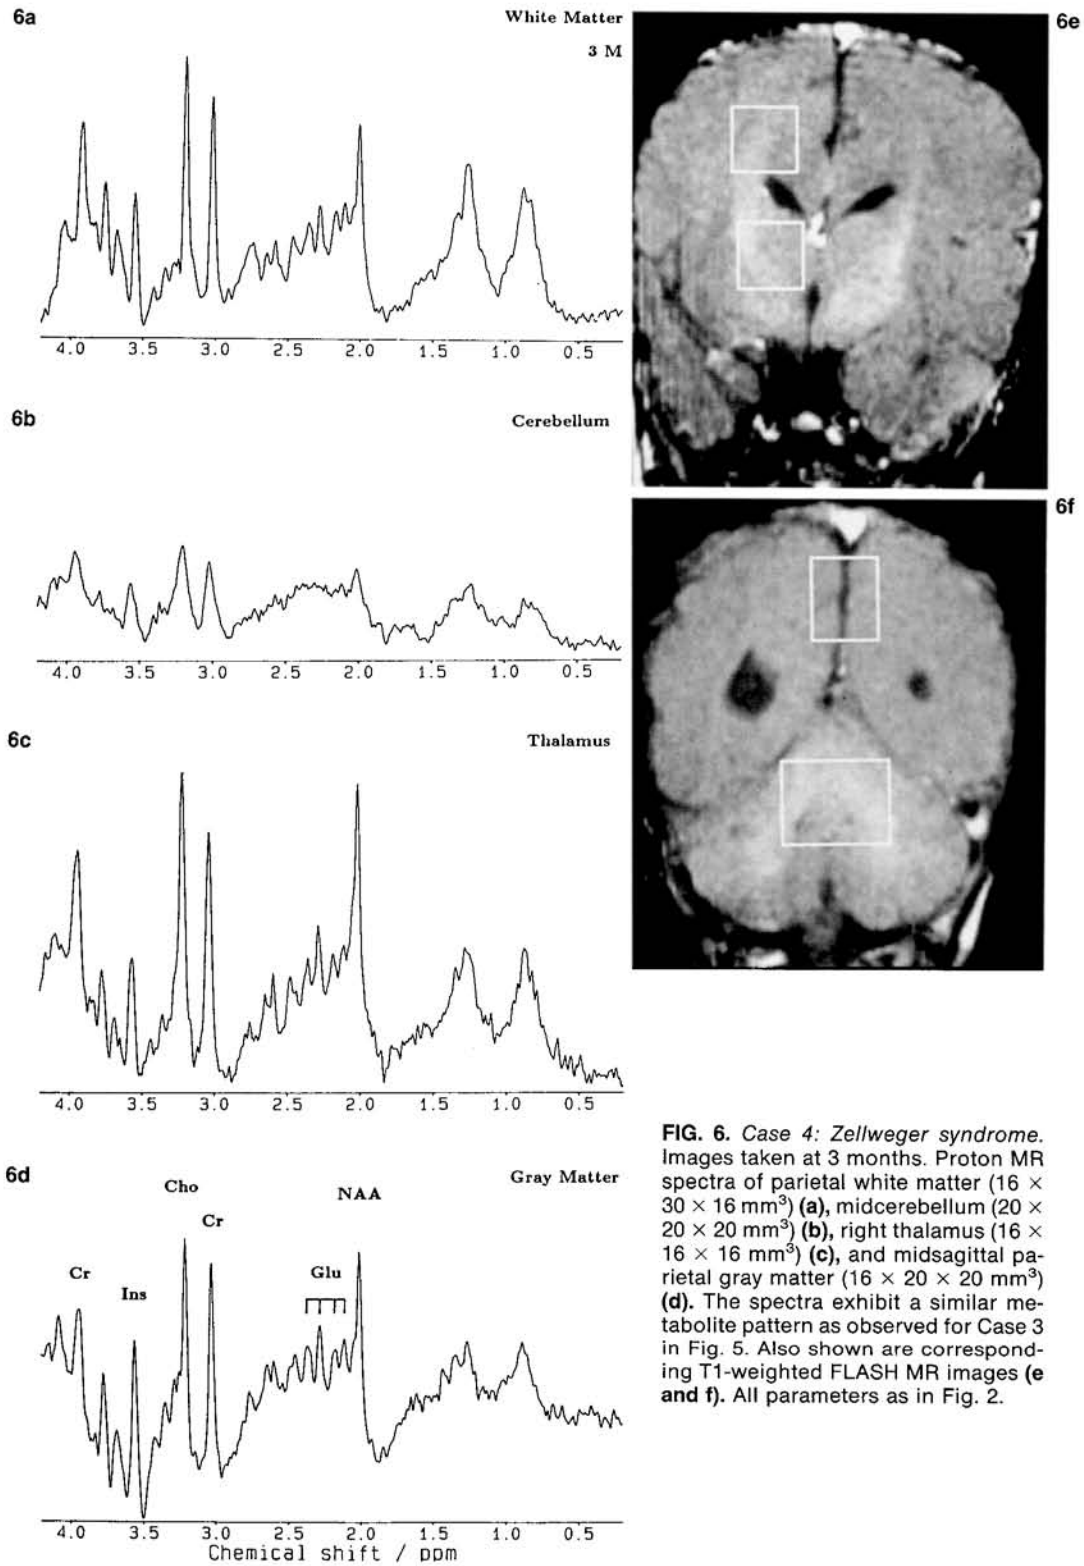 6a
White Matter
3 M
4.0 3.5 3.0 2.5 2.0 1.5 1.0 0.5
6b
Cerebellum
4.0 3.5 3.0 2.5 2.0 1.5 1.0 0.5
6c
Thalamus
4.0 3.5 3.0 2.5 2.0 1.5 1.0 0.5
6d
Gray Matter
Cho
NAA
Cr
Cr
Glu
Ins
4.0 3.5 3.0 2.5 2.0 1.5 1.0 0.5
Chemical shift / ppm
6e
6f
FIG. 6. Case 4: Zellweger syndrome.
Images taken at 3 months. Proton MR
spectra of parietal white matter (16 ×
30 × 16 mm³) (a), midcerebellum (20 ×
20 × 20 mm³) (b), right thalamus (16 ×
16 × 16 mm³) (c), and midsagittal pa-
rietal gray matter (16 × 20 × 20 mm³)
(d). The spectra exhibit a similar me-
tabolite pattern as observed for Case 3
in Fig. 5. Also shown are correspond-
ing T1-weighted FLASH MR images (e
and f). All parameters as in Fig. 2.